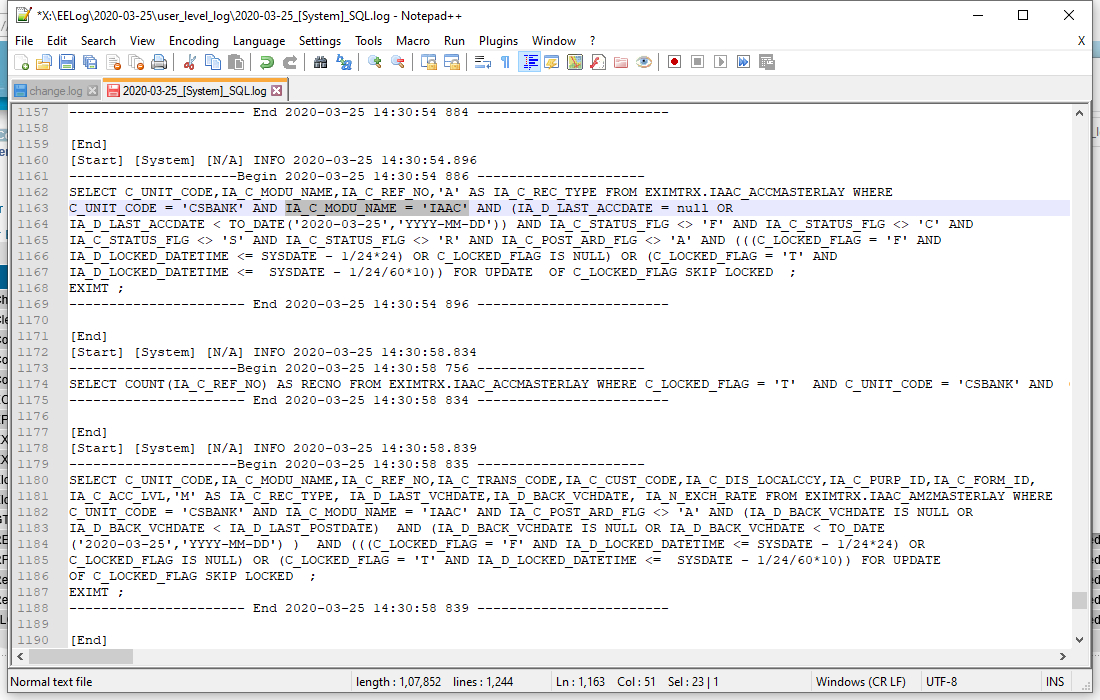 *X:\EELog\2020-03-25\user_level_log\2020-03-25_[System]_SQL.log - Notepad++
File Edit Search View Encoding Language Settings Tools Macro Run Plugins Window ? X
change.log 2020-03-25_[System]_SQL.log
1157 ---------------------- End 2020-03-25 14:30:54 884 ------------------------
1158
1159 [End]
1160 [Start] [System] [N/A] INFO 2020-03-25 14:30:54.896
1161 ---------------------Begin 2020-03-25 14:30:54 886 ---------------------
1162 SELECT C_UNIT_CODE,IA_C_MODU_NAME,IA_C_REF_NO,'A' AS IA_C_REC_TYPE FROM EXIMTRX.IAAC_ACCMASTERLAY WHERE
1163 C_UNIT_CODE = 'CSBANK' AND IA_C_MODU_NAME = 'IAAC' AND (IA_D_LAST_ACCDATE = null OR
1164 IA_D_LAST_ACCDATE < TO_DATE('2020-03-25','YYYY-MM-DD')) AND IA_C_STATUS_FLG <> 'F' AND IA_C_STATUS_FLG <> 'C' AND
1165 IA_C_STATUS_FLG <> 'S' AND IA_C_STATUS_FLG <> 'R' AND IA_C_POST_ARD_FLG <> 'A' AND (((C_LOCKED_FLAG = 'F' AND
1166 IA_D_LOCKED_DATETIME <= SYSDATE - 1/24*24) OR C_LOCKED_FLAG IS NULL) OR (C_LOCKED_FLAG = 'T' AND
1167 IA_D_LOCKED_DATETIME <=  SYSDATE - 1/24/60*10)) FOR UPDATE  OF C_LOCKED_FLAG SKIP LOCKED  ;
1168 EXIMT ;
1169 ---------------------- End 2020-03-25 14:30:54 896 ------------------------
1170
1171 [End]
1172 [Start] [System] [N/A] INFO 2020-03-25 14:30:58.834
1173 ---------------------Begin 2020-03-25 14:30:58 756 ---------------------
1174 SELECT COUNT(IA_C_REF_NO) AS RECNO FROM EXIMTRX.IAAC_ACCMASTERLAY WHERE C_LOCKED_FLAG = 'T'  AND C_UNIT_CODE = 'CSBANK' AND
1175 ---------------------- End 2020-03-25 14:30:58 834 ------------------------
1176
1177 [End]
1178 [Start] [System] [N/A] INFO 2020-03-25 14:30:58.839
1179 ---------------------Begin 2020-03-25 14:30:58 835 ---------------------
1180 SELECT C_UNIT_CODE,IA_C_MODU_NAME,IA_C_REF_NO,IA_C_TRANS_CODE,IA_C_CUST_CODE,IA_C_DIS_LOCALCCY,IA_C_PURP_ID,IA_C_FORM_ID,
1181 IA_C_ACC_LVL,'M' AS IA_C_REC_TYPE, IA_D_LAST_VCHDATE,IA_D_BACK_VCHDATE, IA_N_EXCH_RATE FROM EXIMTRX.IAAC_AMZMASTERLAY WHERE
1182 C_UNIT_CODE = 'CSBANK' AND IA_C_MODU_NAME = 'IAAC' AND IA_C_POST_ARD_FLG <> 'A' AND (IA_D_BACK_VCHDATE IS NULL OR
1183 IA_D_BACK_VCHDATE < IA_D_LAST_POSTDATE)  AND (IA_D_BACK_VCHDATE IS NULL OR IA_D_BACK_VCHDATE < TO_DATE
1184 ('2020-03-25','YYYY-MM-DD') )  AND (((C_LOCKED_FLAG = 'F' AND IA_D_LOCKED_DATETIME <= SYSDATE - 1/24*24) OR
1185 C_LOCKED_FLAG IS NULL) OR (C_LOCKED_FLAG = 'T' AND IA_D_LOCKED_DATETIME <=  SYSDATE - 1/24/60*10)) FOR UPDATE
1186 OF C_LOCKED_FLAG SKIP LOCKED  ;
1187 EXIMT ;
1188 ---------------------- End 2020-03-25 14:30:58 839 ------------------------
1189
1190 [End]
Normal text file length : 1,07,852 lines : 1,244 Ln : 1,163 Col : 51 Sel : 23 | 1 Windows (CR LF) UTF-8 INS